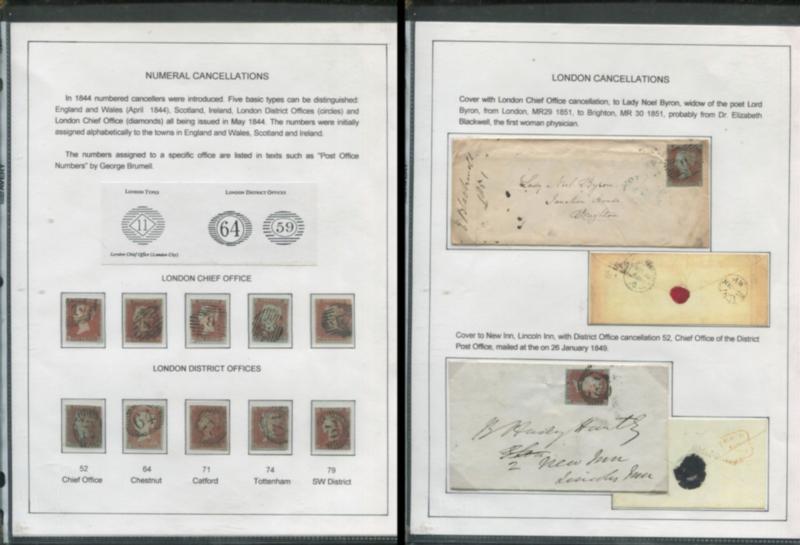 NUMERAL CANCELLATIONS
In 1844 numbered cancellers were introduced. Five basic types can be distinguished:
England and Wales (April 1844), Scotland, Ireland, London District Offices (circles) and
London Chief Office (diamonds) all being issued in May 1844. The numbers were initially
assigned alphabetically to the towns in England and Wales, Scotland and Ireland.
The numbers assigned to a specific office are listed in texts such as "Post Office
Numbers" by George Brumell.
LONDON TYPES
LONDON DISTRICT OFFICES
11
64
59
London Chief Office (London City)
LONDON CHIEF OFFICE
LONDON DISTRICT OFFICES
52
64
71
74
79
Chief Office
Chestnut
Catford
Tottenham
SW District
LONDON CANCELLATIONS
Cover with London Chief Office cancellation, to Lady Noel Byron, widow of the poet Lord
Byron, from London, MR29 1851, to Brighton, MR 30 1851, probably from Dr. Elizabeth
Blackwell, the first woman physician.
Lady Noel Byron
Brighton
Cover to New Inn, Lincoln Inn, with District Office cancellation 52, Chief Office of the District
Post Office, mailed at the on 26 January 1849.
2 New Inn
Lincolns Inn